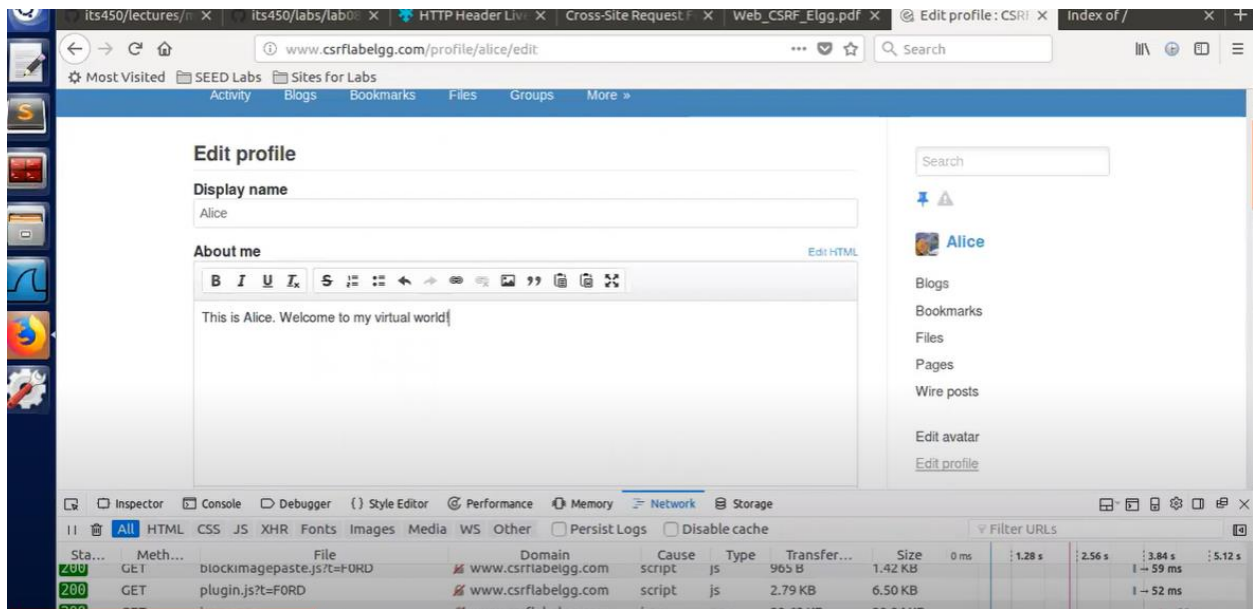 its450/lectures/m its450/labs/lab08 HTTP Header Live Cross-Site Request F Web_CSRF_Elgg.pdf Edit profile : CSRF Index of /
www.csrflabelgg.com/profile/alice/edit Search
Most Visited SEED Labs Sites for Labs
Activity Blogs Bookmarks Files Groups More »
Edit profile
Search
Display name
Alice
Alice
About me Edit HTML
B I U Tx S
Blogs
This is Alice. Welcome to my virtual world!
Bookmarks
Files
Pages
Wire posts
Edit avatar
Edit profile
Inspector Console Debugger {} Style Editor Performance Memory Network Storage
All HTML CSS JS XHR Fonts Images Media WS Other Persist Logs Disable cache Filter URLs
Sta... Meth... File Domain Cause Type Transfer... Size 0 ms 1.28 s 2.56 s 3.84 s 5.12 s
200 GET blockimagepaste.js?t=F0RD www.csrflabelgg.com script js 965 B 1.42 KB → 59 ms
200 GET plugin.js?t=F0RD www.csrflabelgg.com script js 2.79 KB 6.50 KB → 52 ms